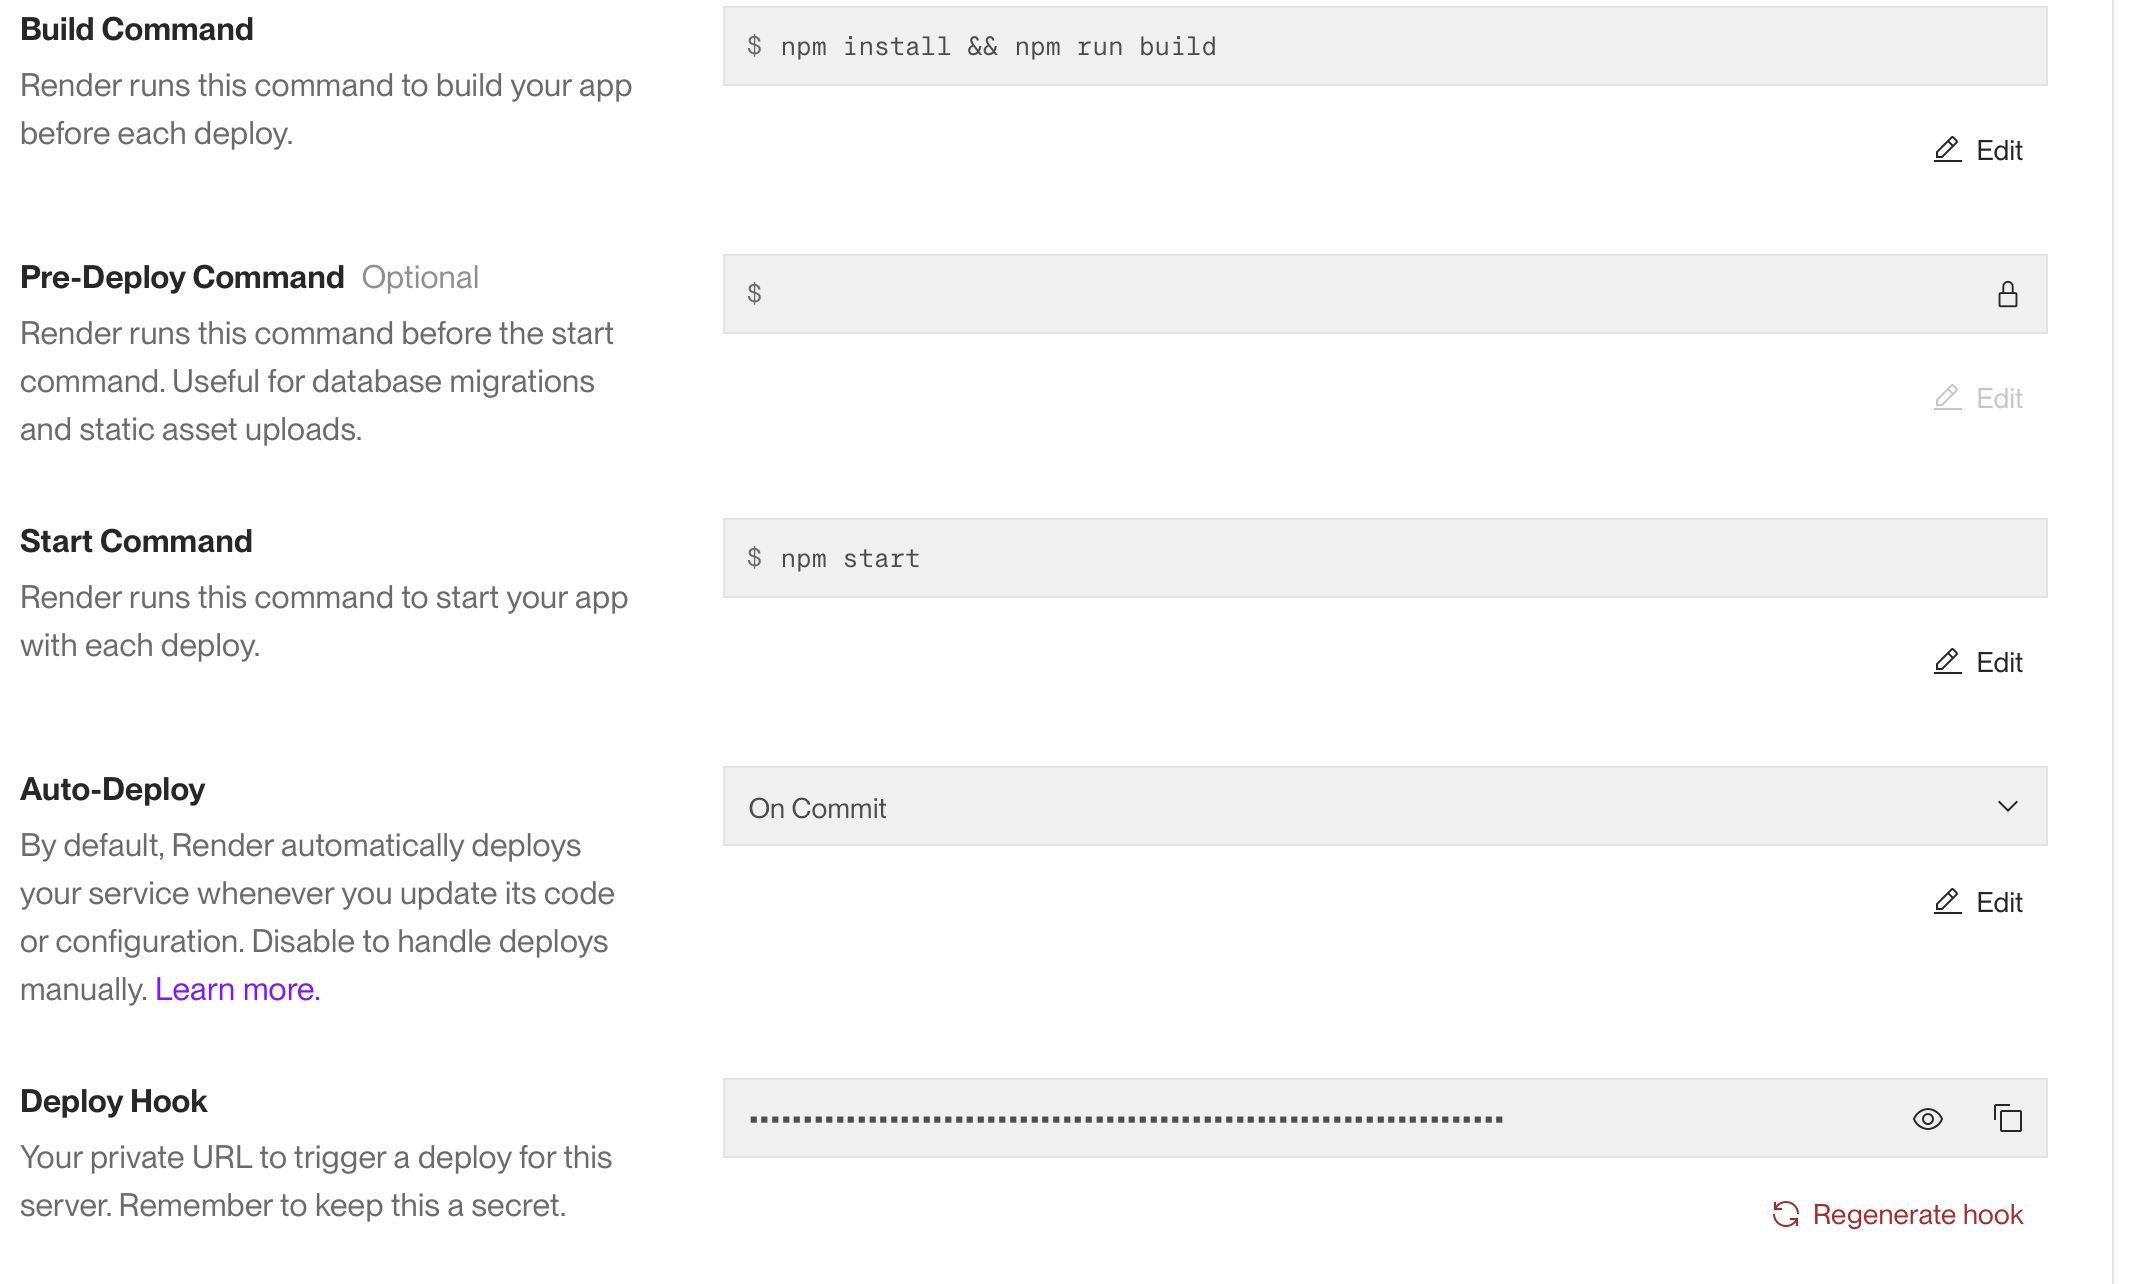 Build Command
$ npm install && npm run build
Render runs this command to build your app
before each deploy.
Edit
Pre-Deploy Command Optional
$
Render runs this command before the start
command. Useful for database migrations
and static asset uploads.
Edit
Start Command
$ npm start
Render runs this command to start your app
with each deploy.
Edit
Auto-Deploy
On Commit
By default, Render automatically deploys
your service whenever you update its code
or configuration. Disable to handle deploys
manually. Learn more.
Edit
Deploy Hook
Your private URL to trigger a deploy for this
server. Remember to keep this a secret.
Regenerate hook